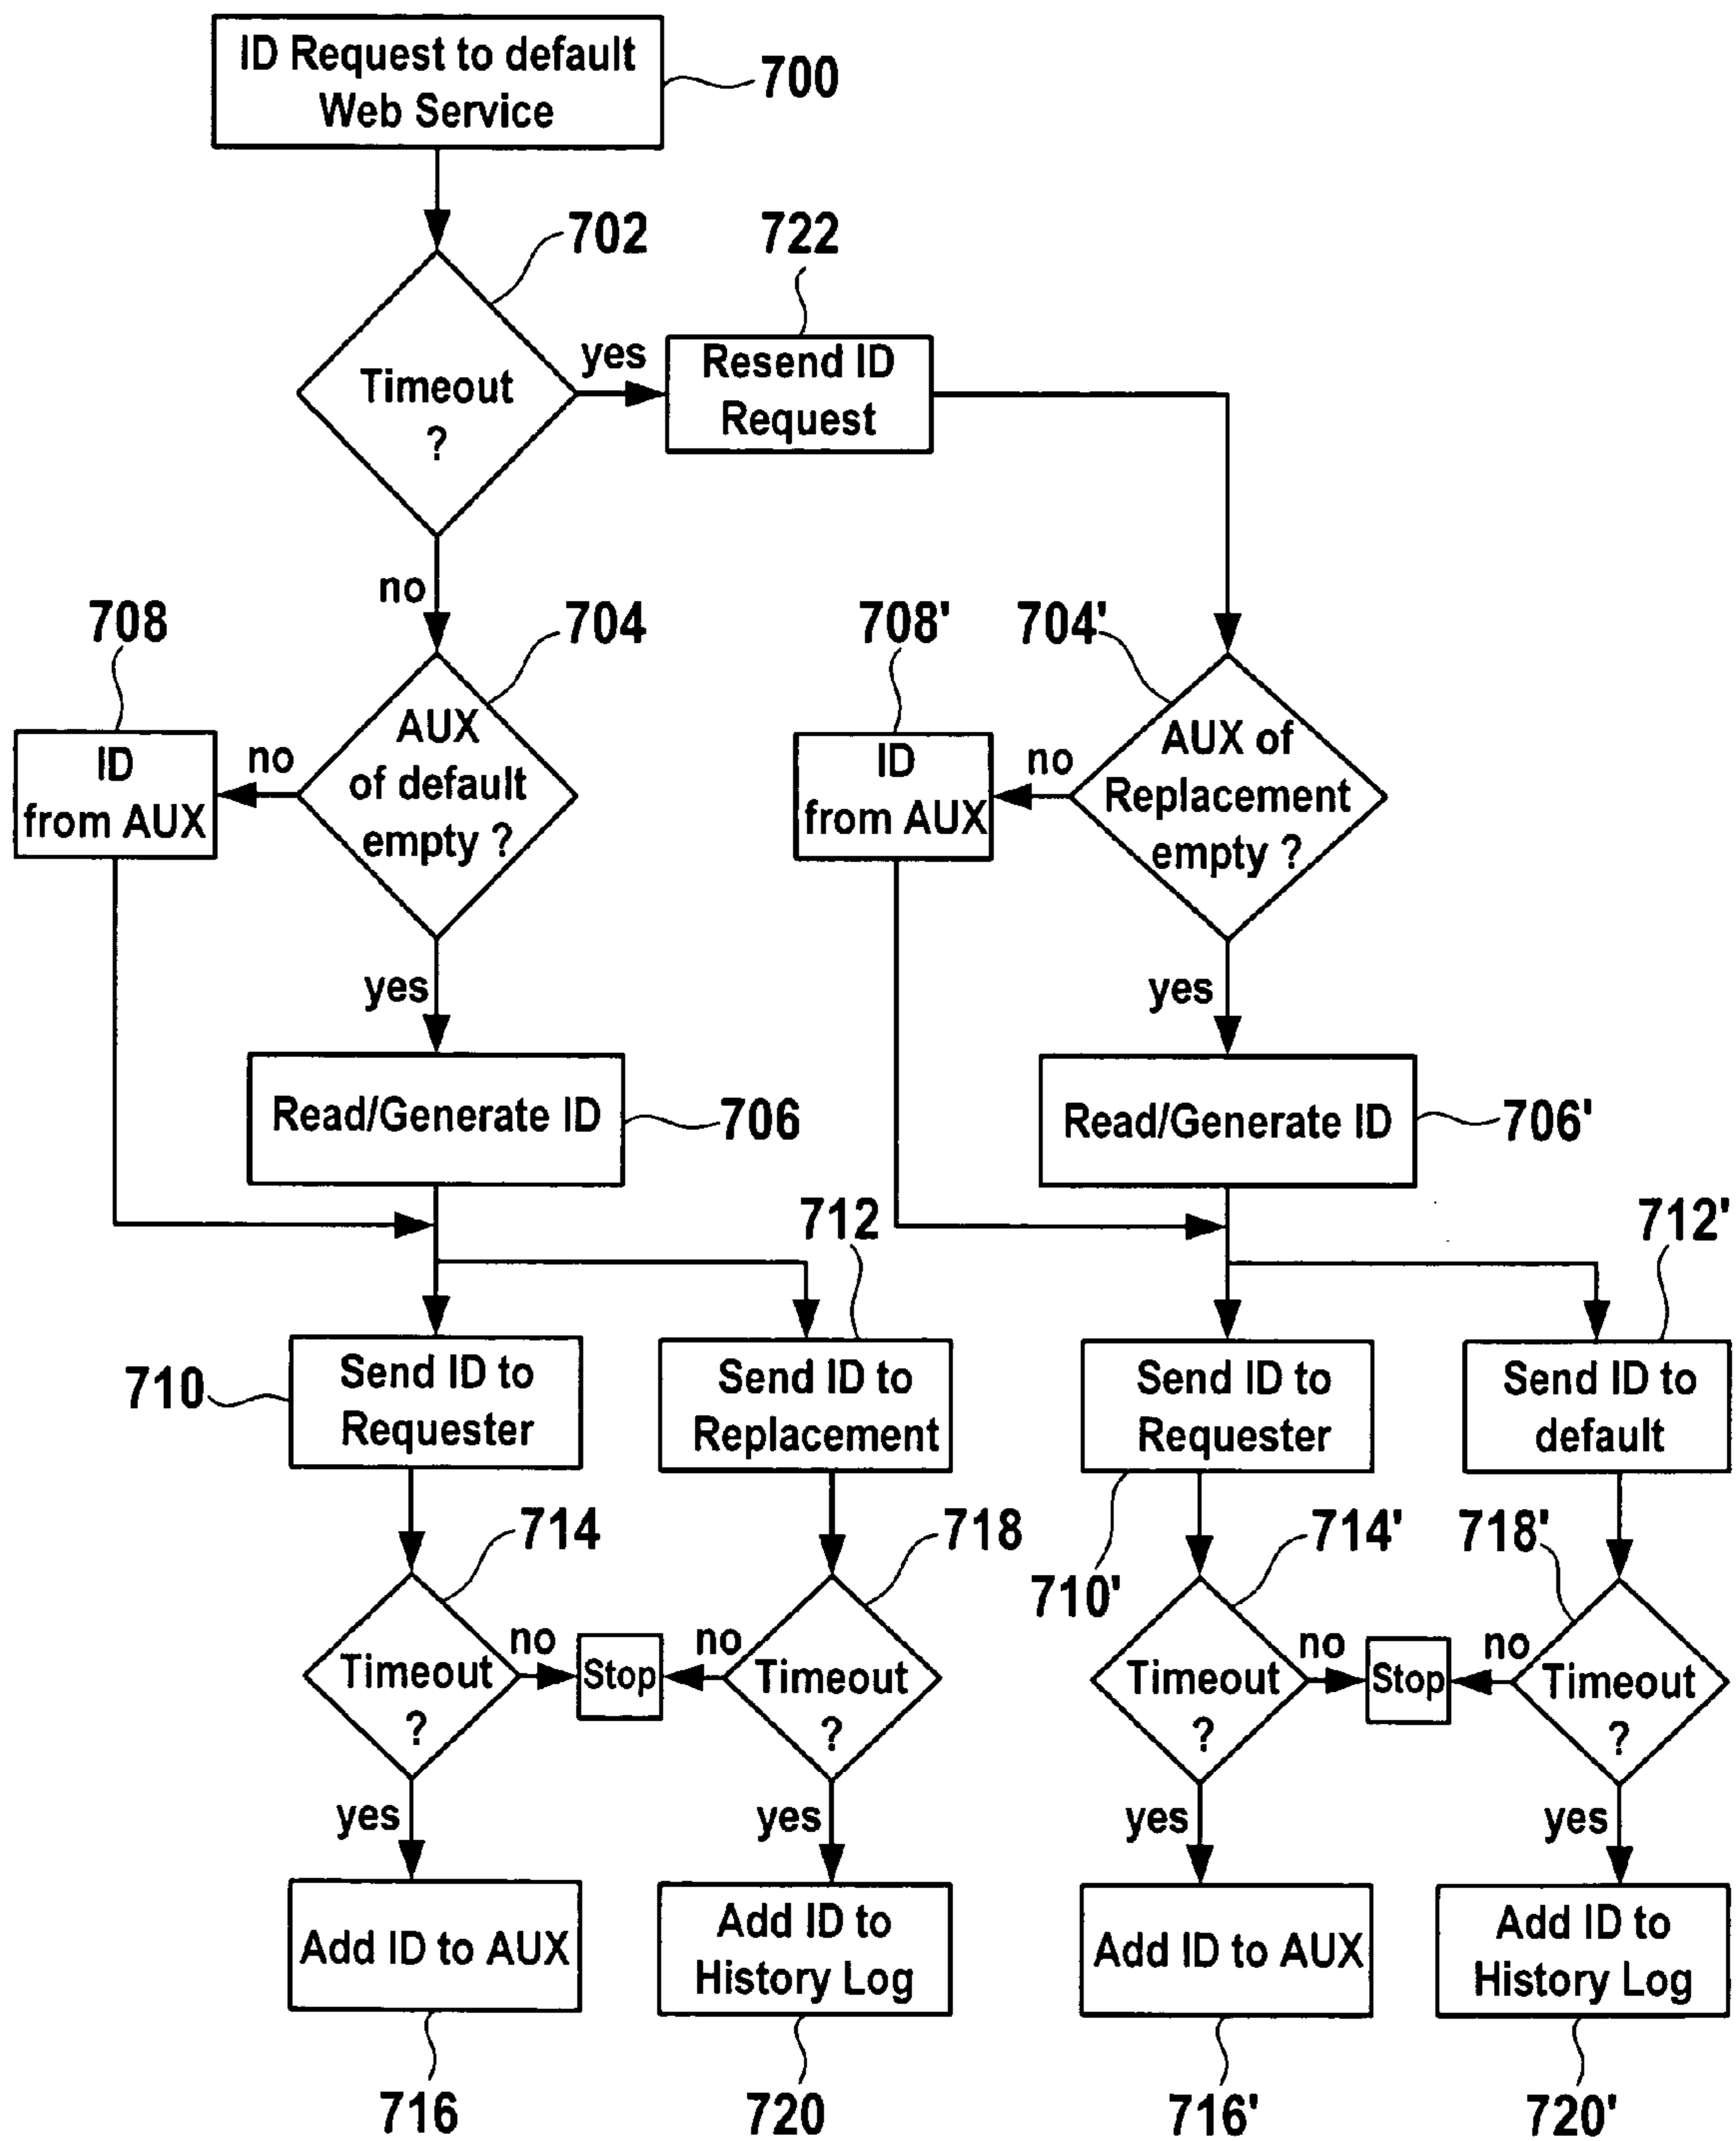 ID Request to default
Web Service
700
702
722
Timeout
?
yes
Resend ID
Request
no
708
704
708'
704'
ID
from AUX
no
AUX
of default
empty ?
ID
from AUX
no
AUX of
Replacement
empty ?
yes
yes
Read/Generate ID
706
Read/Generate ID
706'
712
712'
710
Send ID to
Requester
Send ID to
Replacement
Send ID to
Requester
Send ID to
default
714
718
710'
714'
718'
Timeout
?
no
Stop
no
Timeout
?
Timeout
?
no
Stop
no
Timeout
?
yes
yes
yes
yes
Add ID to AUX
Add ID to
History Log
Add ID to AUX
Add ID to
History Log
716
720
716'
720'